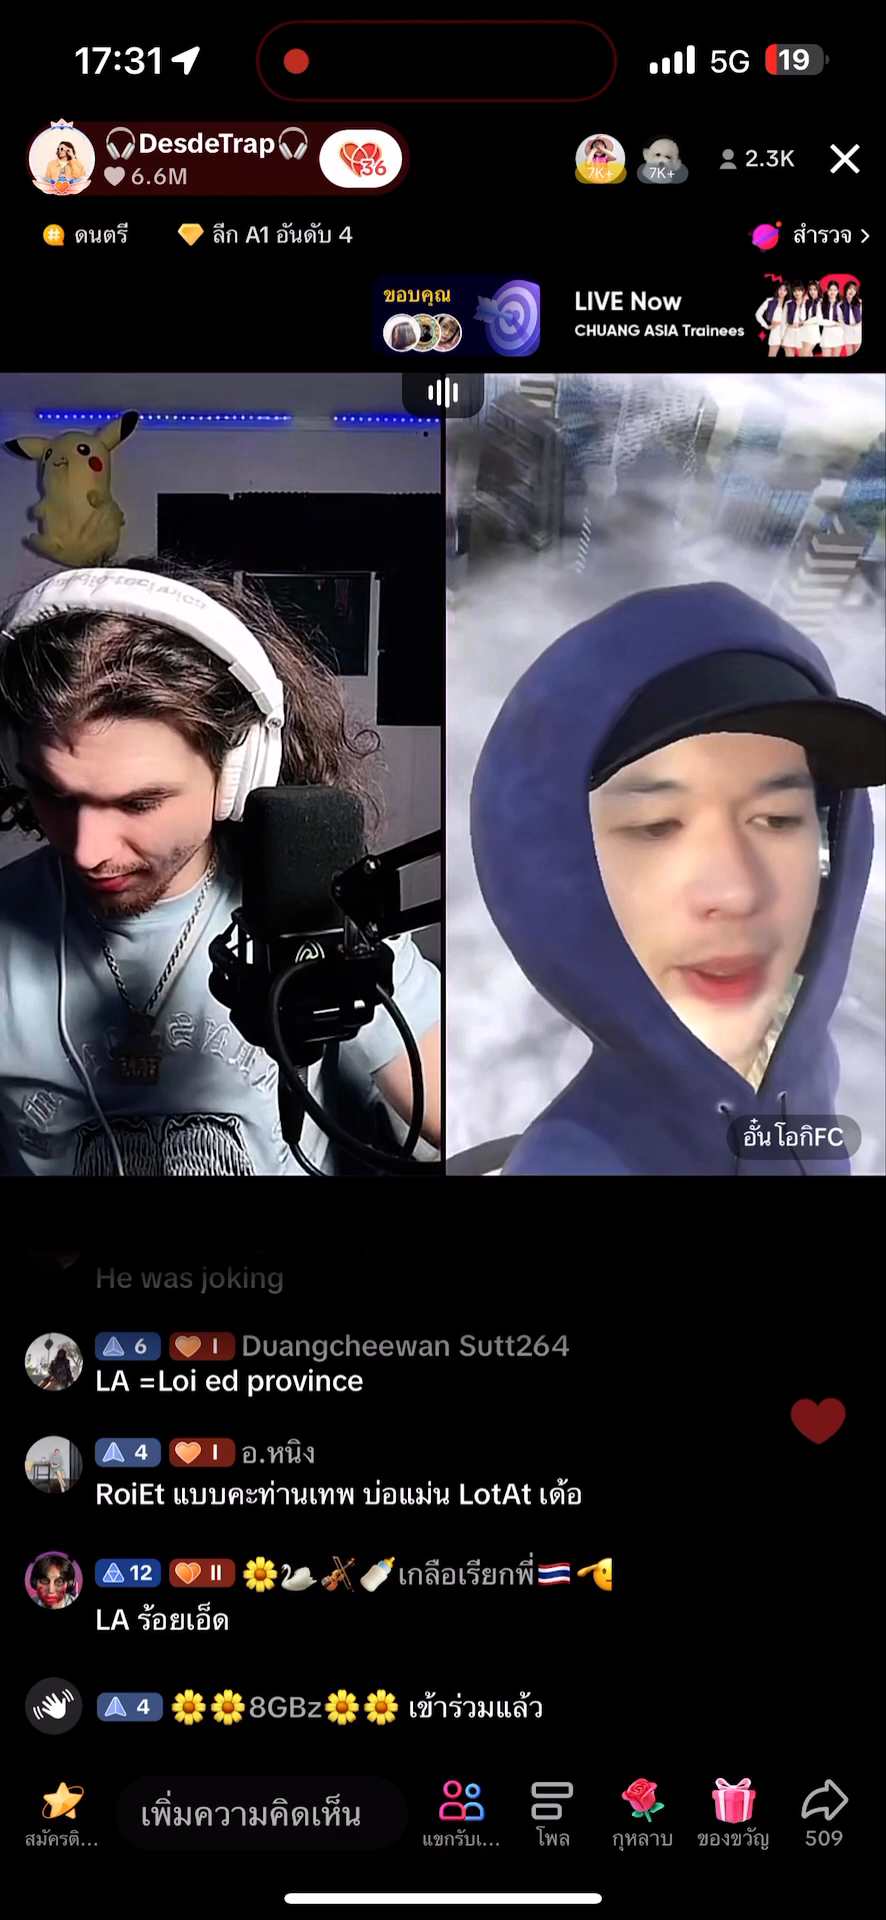 17:31
5G
19
DesdeTrap
6.6M
36
7K+
7K+
2.3K
ดนตรี
ลีก A1 อันดับ 4
สำรวจ
ขอบคุณ
LIVE Now
CHUANG ASIA Trainees
อั๋น โอกิFC
He was joking
6 I Duangcheewan Sutt264
LA =Loi ed province
4 I อ.หนิง
RoiEt แบบคะท่านเทพ บ่อแม่น LotAt เด้อ
12 II 🌼🦢🎻🍼เกลือเรียกพี่🇹🇭🫡
LA ร้อยเอ็ด
4 🌼🌼8GBz🌼🌼 เข้าร่วมแล้ว
สมัครติ...
เพิ่มความคิดเห็น
แขกรับเ...
โพล
กุหลาบ
ของขวัญ
509